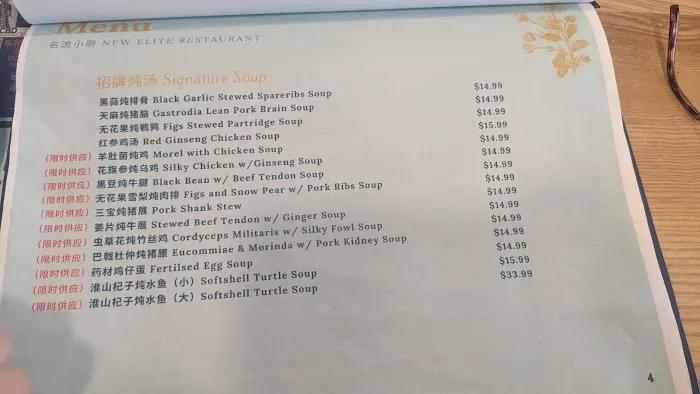 CBD
Menu
名流小厨 NEW ELITE RESTAURANT
招牌炖汤 Signature Soup
黑蒜炖排骨 Black Garlic Stewed Spareribs Soup $14.99
天麻炖猪脑 Gastrodia Lean Pork Brain Soup $14.99
无花果炖鹧鸪 Figs Stewed Partridge Soup $14.99
红参鸡汤 Red Ginseng Chicken Soup $15.99
(限时供应) 羊肚菌炖鸡 Morel with Chicken Soup $14.99
(限时供应) 花旗参炖乌鸡 Silky Chicken w/Ginseng Soup $14.99
(限时供应) 黑豆炖牛腱 Black Bean w/ Beef Tendon Soup $14.99
(限时供应) 无花果雪梨炖肉排 Figs and Snow Pear w/ Pork Ribs Soup $14.99
三宝炖猪展 Pork Shank Stew $14.99
(限时供应) 姜片炖牛展 Stewed Beef Tendon w/ Ginger Soup $14.99
(限时供应) 虫草花炖竹丝鸡 Cordyceps Militaris w/ Silky Fowl Soup $14.99
(限时供应) 巴戟杜仲炖猪腰 Eucommiae & Morinda w/ Pork Kidney Soup $14.99
药材鸡仔蛋 Fertilsed Egg Soup $14.99
(限时供应) 淮山杞子炖水鱼（小）Softshell Turtle Soup $15.99
(限时供应) 淮山杞子炖水鱼（大）Softshell Turtle Soup $33.99
4